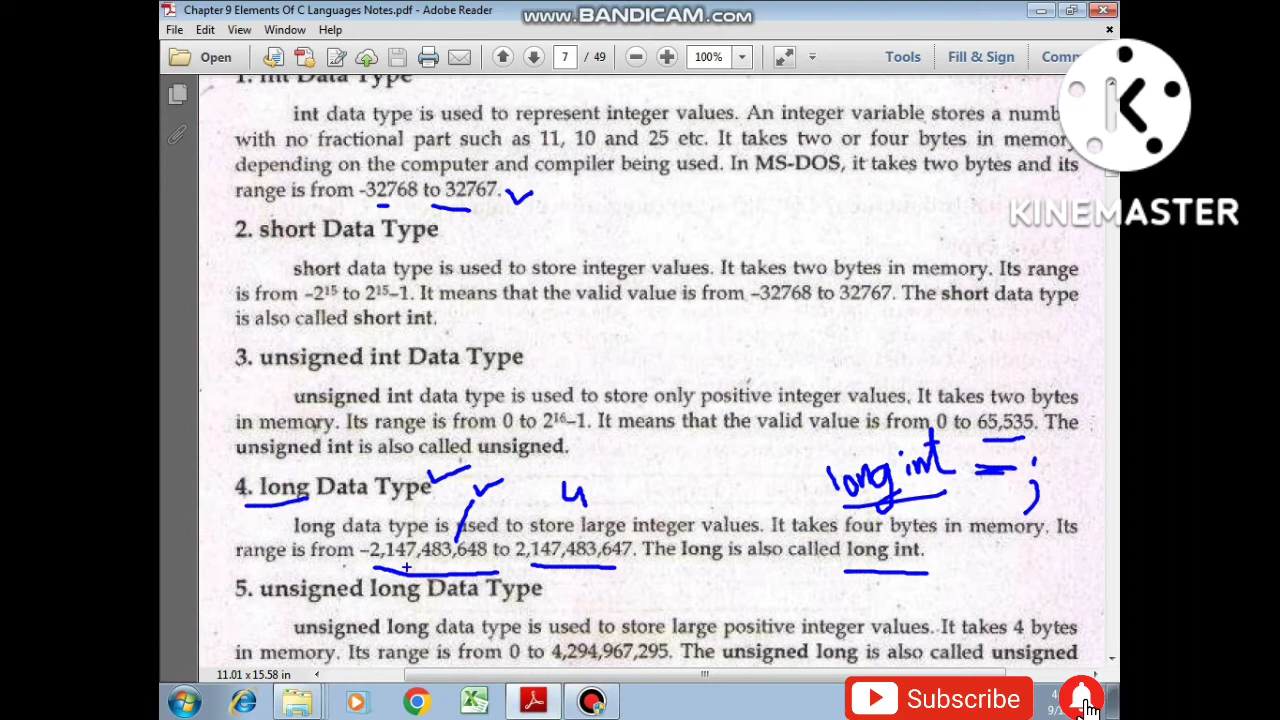 Chapter 9 Elements Of C Languages Notes.pdf - Adobe Reader
www.BANDICAM.com
File Edit View Window Help
Open 7 / 49 100% Tools Fill & Sign Comm
1. int Data Type
int data type is used to represent integer values. An integer variable stores a numb
with no fractional part such as 11, 10 and 25 etc. It takes two or four bytes in memory
depending on the computer and compiler being used. In MS-DOS, it takes two bytes and its
range is from -32768 to 32767.
KINEMASTER
2. short Data Type
short data type is used to store integer values. It takes two bytes in memory. Its range
is from –2¹⁵ to 2¹⁵–1. It means that the valid value is from –32768 to 32767. The short data type
is also called short int.
3. unsigned int Data Type
unsigned int data type is used to store only positive integer values. It takes two bytes
in memory. Its range is from 0 to 2¹⁶–1. It means that the valid value is from 0 to 65,535. The
unsigned int is also called unsigned.
long int = ;
4. long Data Type
4
long data type is used to store large integer values. It takes four bytes in memory. Its
range is from –2,147,483,648 to 2,147,483,647. The long is also called long int.
5. unsigned long Data Type
unsigned long data type is used to store large positive integer values. It takes 4 bytes
in memory. Its range is from 0 to 4,294,967,295. The unsigned long is also called unsigned
11.01 x 15.58 in
Subscribe